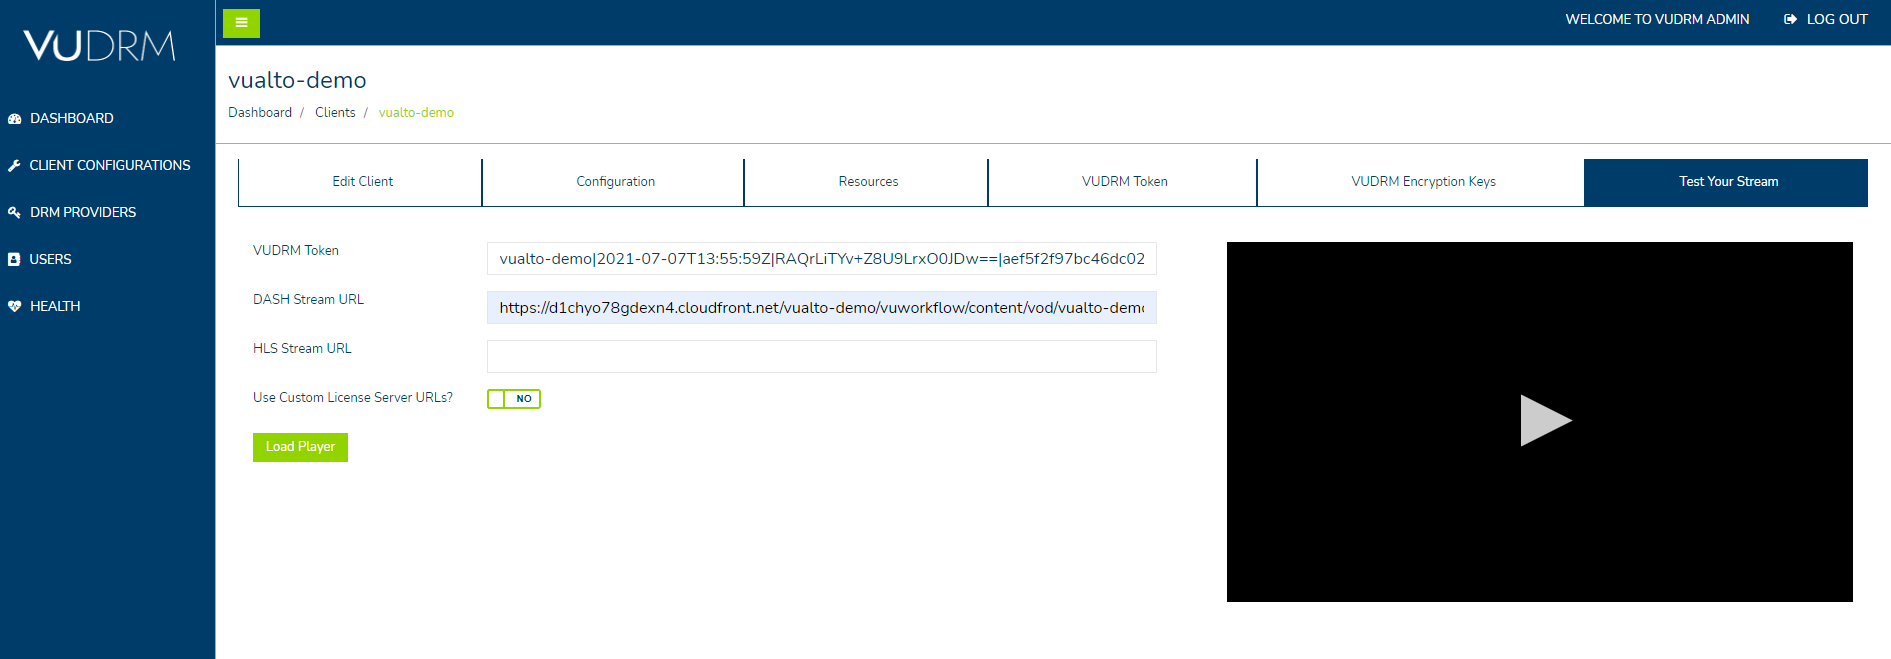 VUDRM
WELCOME TO VUDRM ADMIN
LOG OUT
DASHBOARD
CLIENT CONFIGURATIONS
DRM PROVIDERS
USERS
HEALTH
vualto-demo
Dashboard / Clients / vualto-demo
Edit Client
Configuration
Resources
VUDRM Token
VUDRM Encryption Keys
Test Your Stream
VUDRM Token
vualto-demo|2021-07-07T13:55:59Z|RAQrLiTYv+Z8U9LrxO0JDw==|aef5f2f97bc46dc02
DASH Stream URL
https://d1chyo78gdexn4.cloudfront.net/vualto-demo/vuworkflow/content/vod/vualto-demo
HLS Stream URL
Use Custom License Server URLs?
NO
Load Player